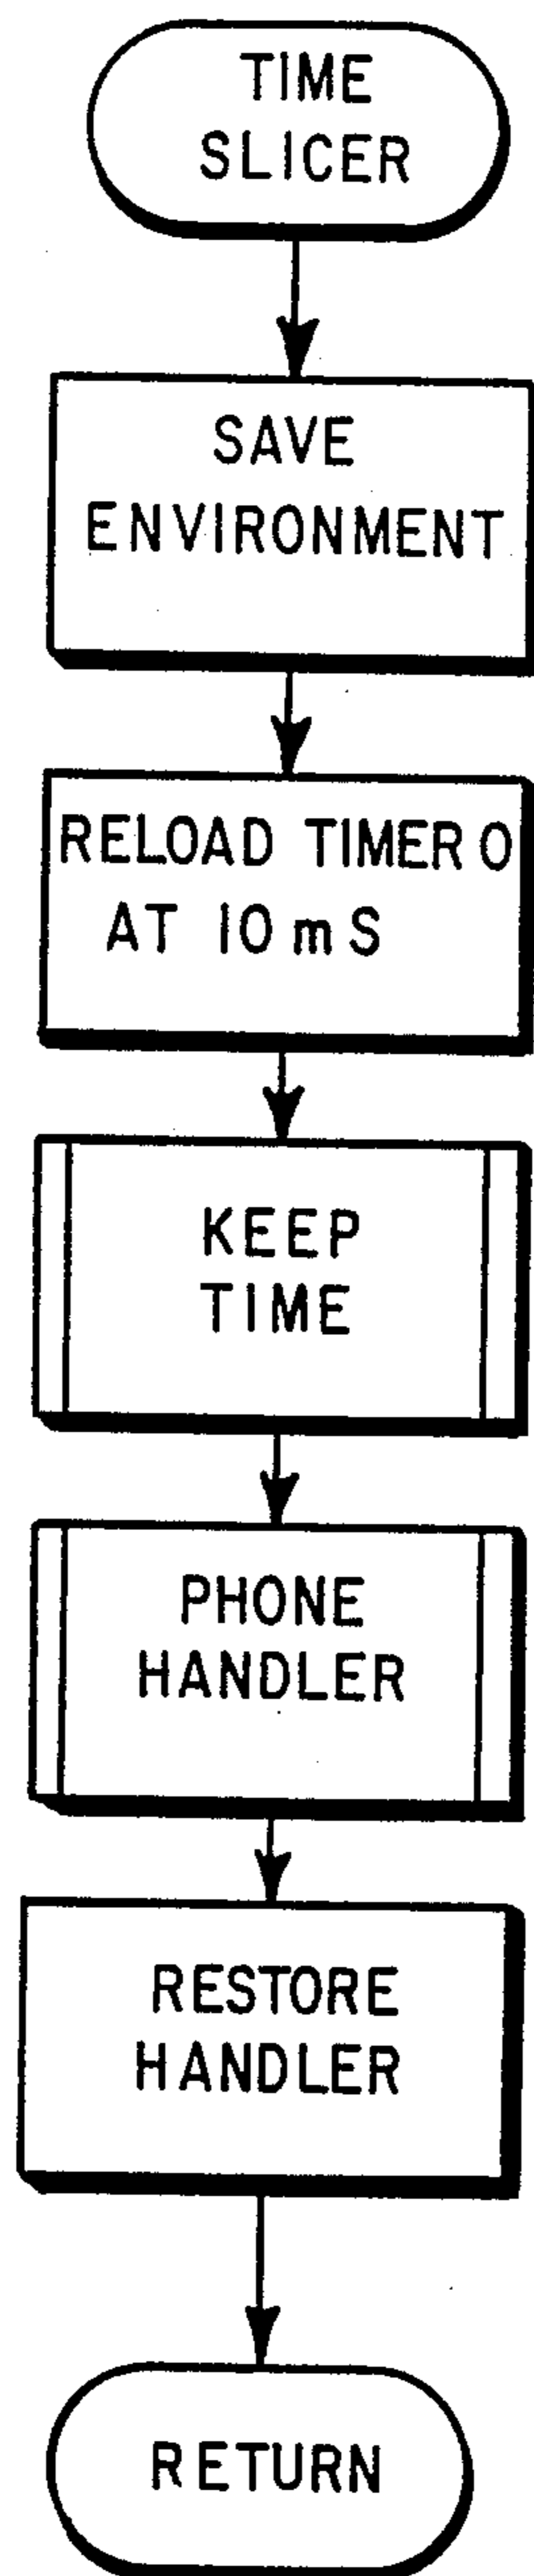 TIME
SLICER
SAVE
ENVIRONMENT
RELOAD TIMER 0
AT 10 mS
KEEP
TIME
PHONE
HANDLER
RESTORE
HANDLER
RETURN